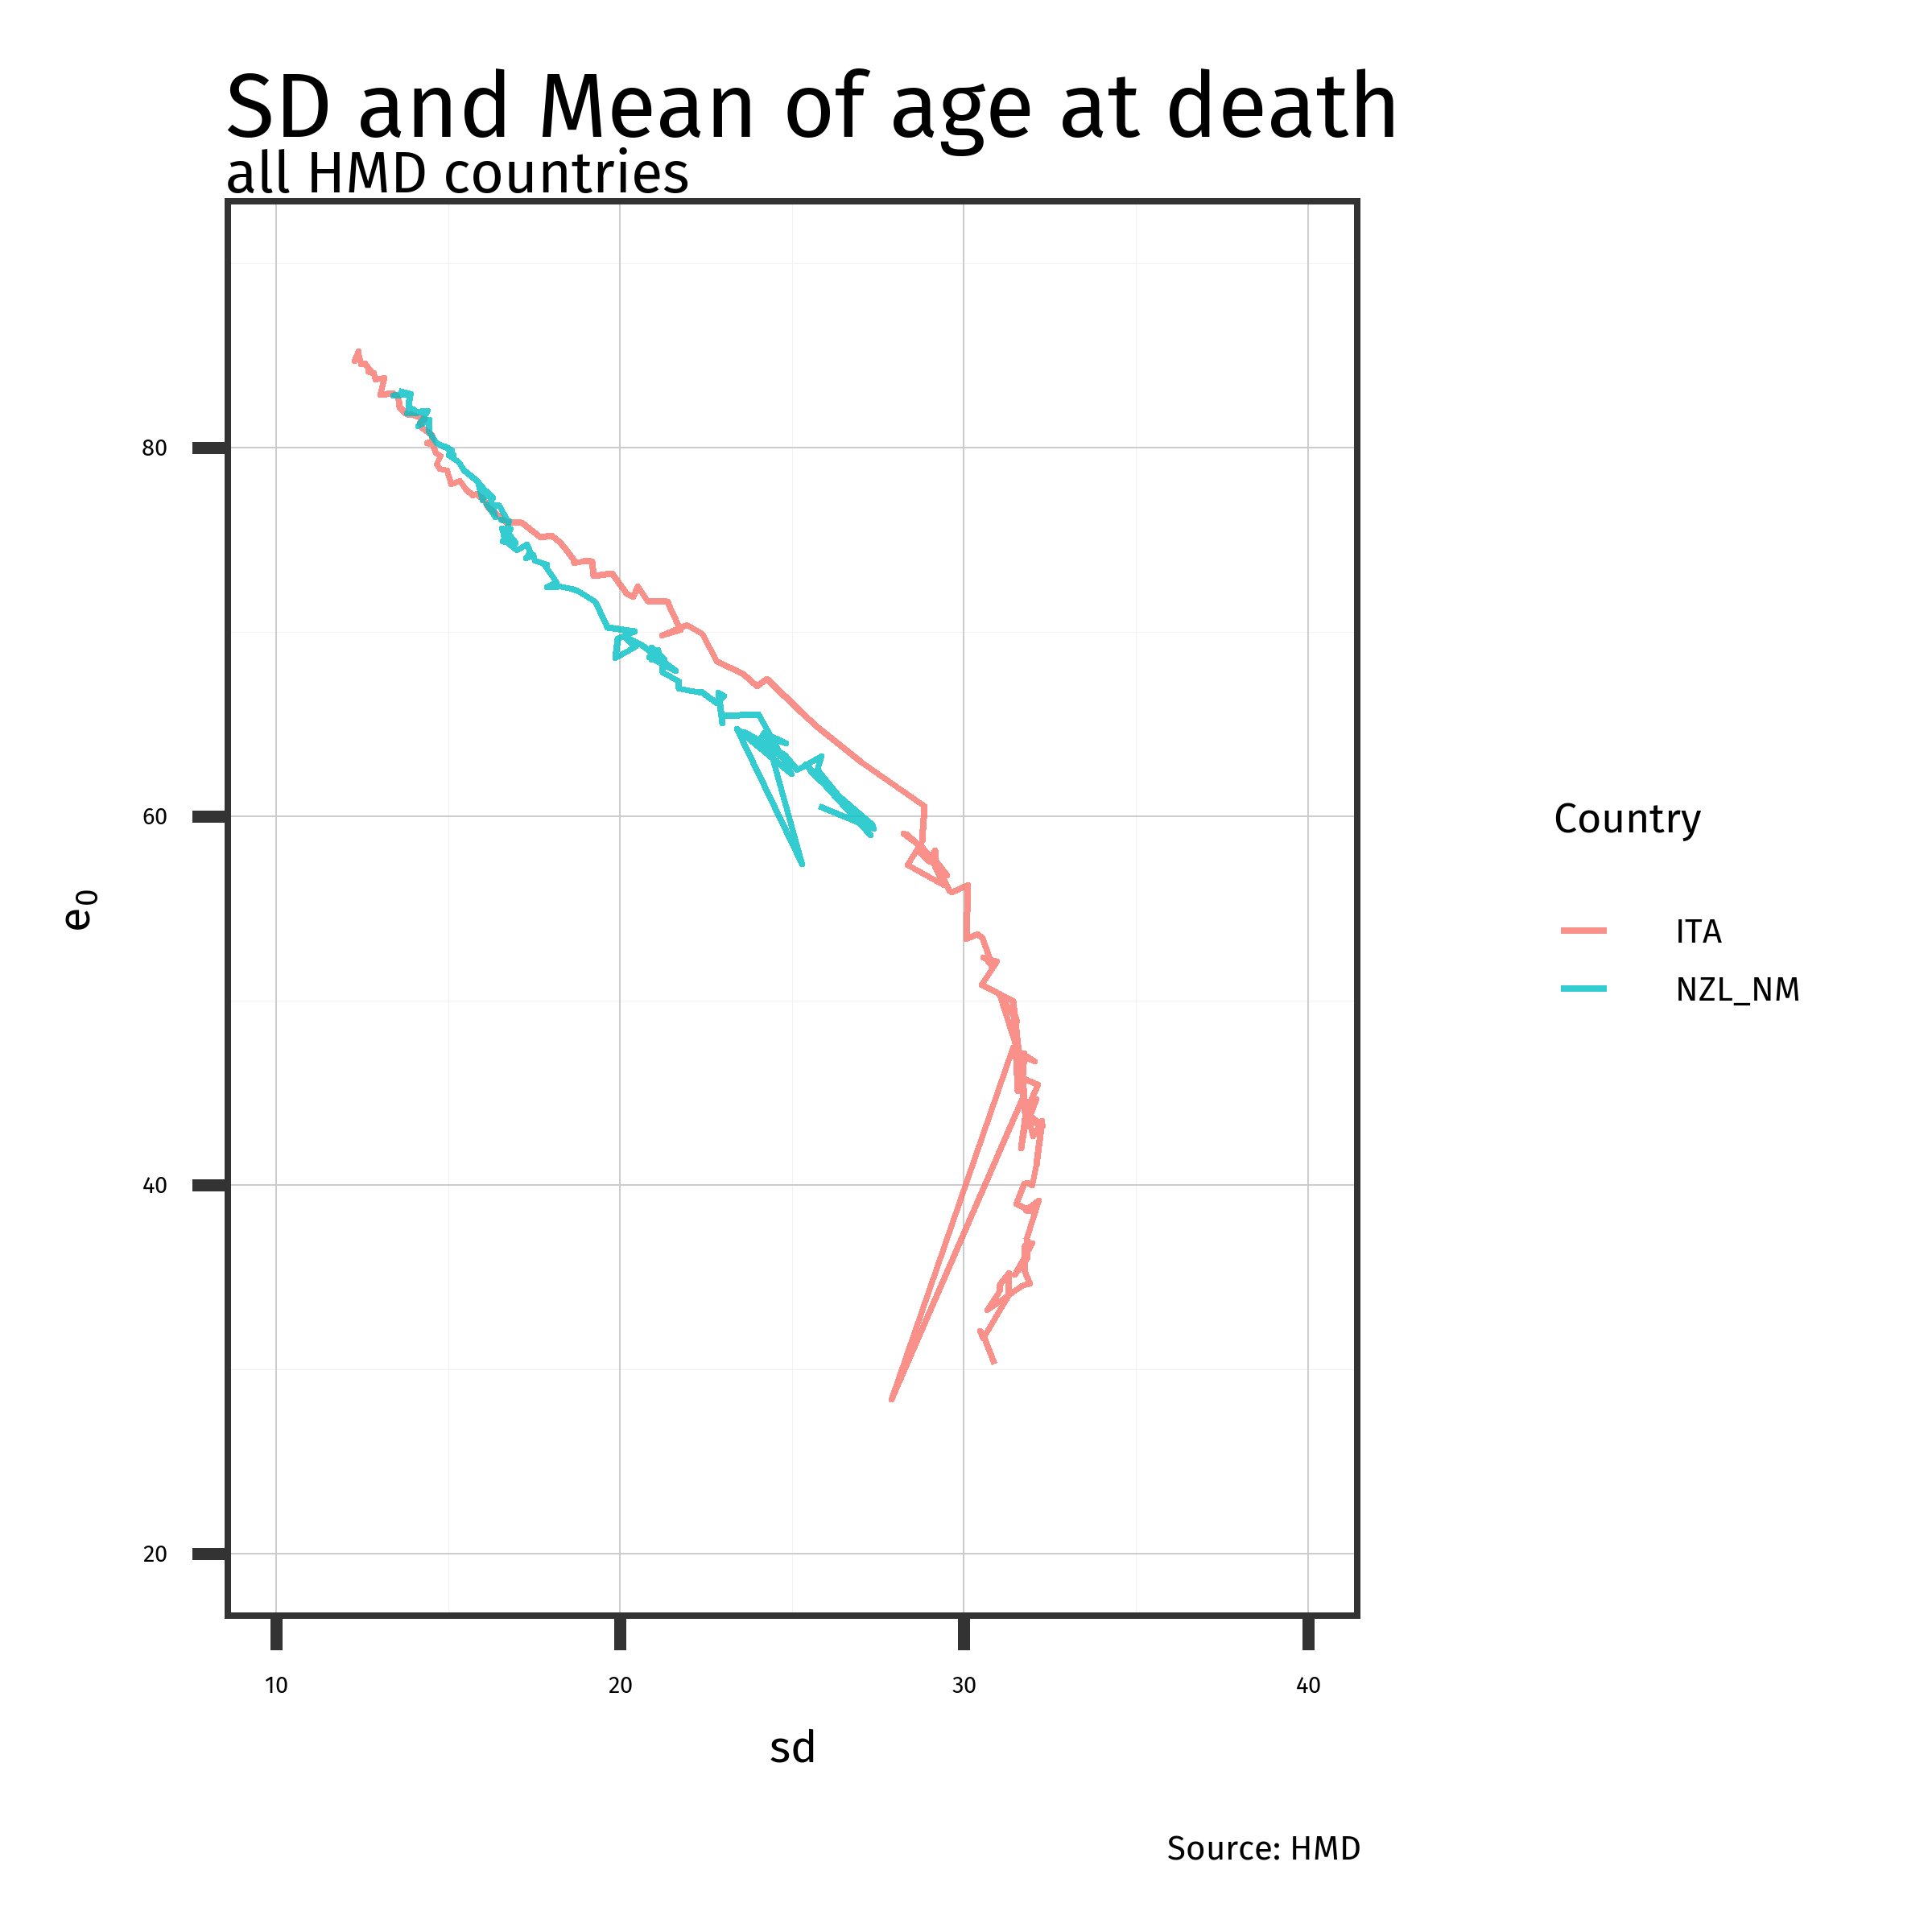 SD and Mean of age at death
all HMD countries
80
60
40
20
e₀
10 20 30 40
sd
Country
ITA
NZL_NM
Source: HMD